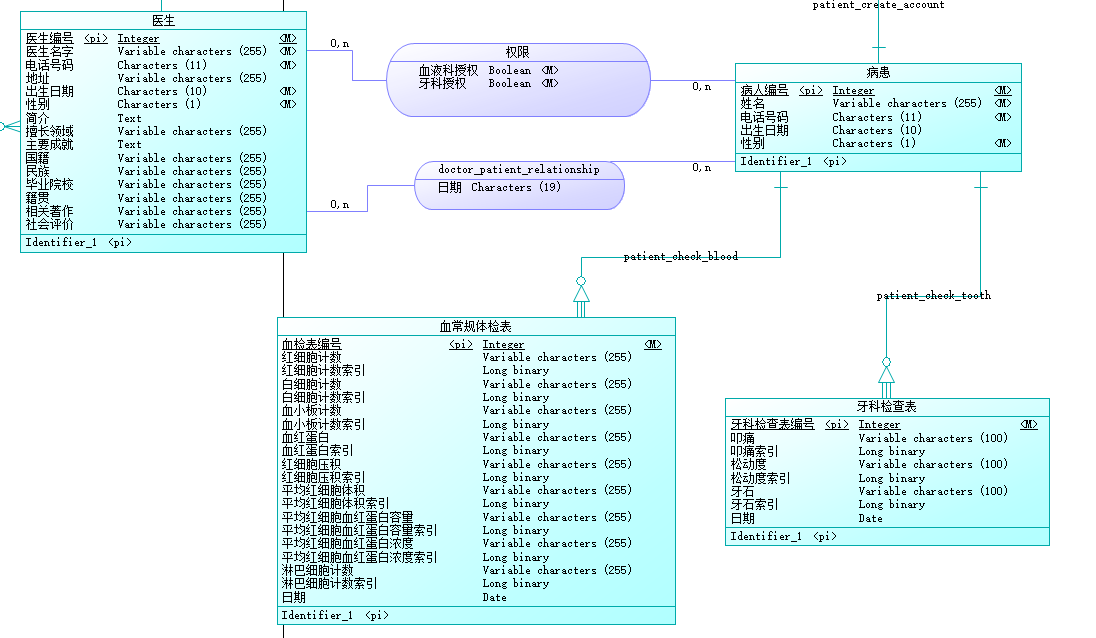 patient_create_account
医生
医生编号 <pi> Integer <M>
医生名字 Variable characters (255) <M>
电话号码 Characters (11) <M>
地址 Variable characters (255)
出生日期 Characters (10) <M>
性别 Characters (1) <M>
简介 Text
擅长领域 Variable characters (255)
主要成就 Text
国籍 Variable characters (255)
民族 Variable characters (255)
毕业院校 Variable characters (255)
籍贯 Variable characters (255)
相关著作 Variable characters (255)
社会评价 Variable characters (255)
Identifier_1 <pi>
0,n
权限
血液科授权 Boolean <M>
牙科授权 Boolean <M>
0,n
病患
病人编号 <pi> Integer <M>
姓名 Variable characters (255) <M>
电话号码 Characters (11) <M>
出生日期 Characters (10)
性别 Characters (1) <M>
Identifier_1 <pi>
0,n
doctor_patient_relationship
日期 Characters (19)
0,n
patient_check_blood
patient_check_tooth
血常规体检表
血检表编号 <pi> Integer <M>
红细胞计数 Variable characters (255)
红细胞计数索引 Long binary
白细胞计数 Variable characters (255)
白细胞计数索引 Long binary
血小板计数 Variable characters (255)
血小板计数索引 Long binary
血红蛋白 Variable characters (255)
血红蛋白索引 Long binary
红细胞压积 Variable characters (255)
红细胞压积索引 Long binary
平均红细胞体积 Variable characters (255)
平均红细胞体积索引 Long binary
平均红细胞血红蛋白容量 Variable characters (255)
平均红细胞血红蛋白容量索引 Long binary
平均红细胞血红蛋白浓度 Variable characters (255)
平均红细胞血红蛋白浓度索引 Long binary
淋巴细胞计数 Variable characters (255)
淋巴细胞计数索引 Long binary
日期 Date
Identifier_1 <pi>
牙科检查表
牙科检查表编号 <pi> Integer <M>
叩痛 Variable characters (100)
叩痛索引 Long binary
松动度 Variable characters (100)
松动度索引 Long binary
牙石 Variable characters (100)
牙石索引 Long binary
日期 Date
Identifier_1 <pi>